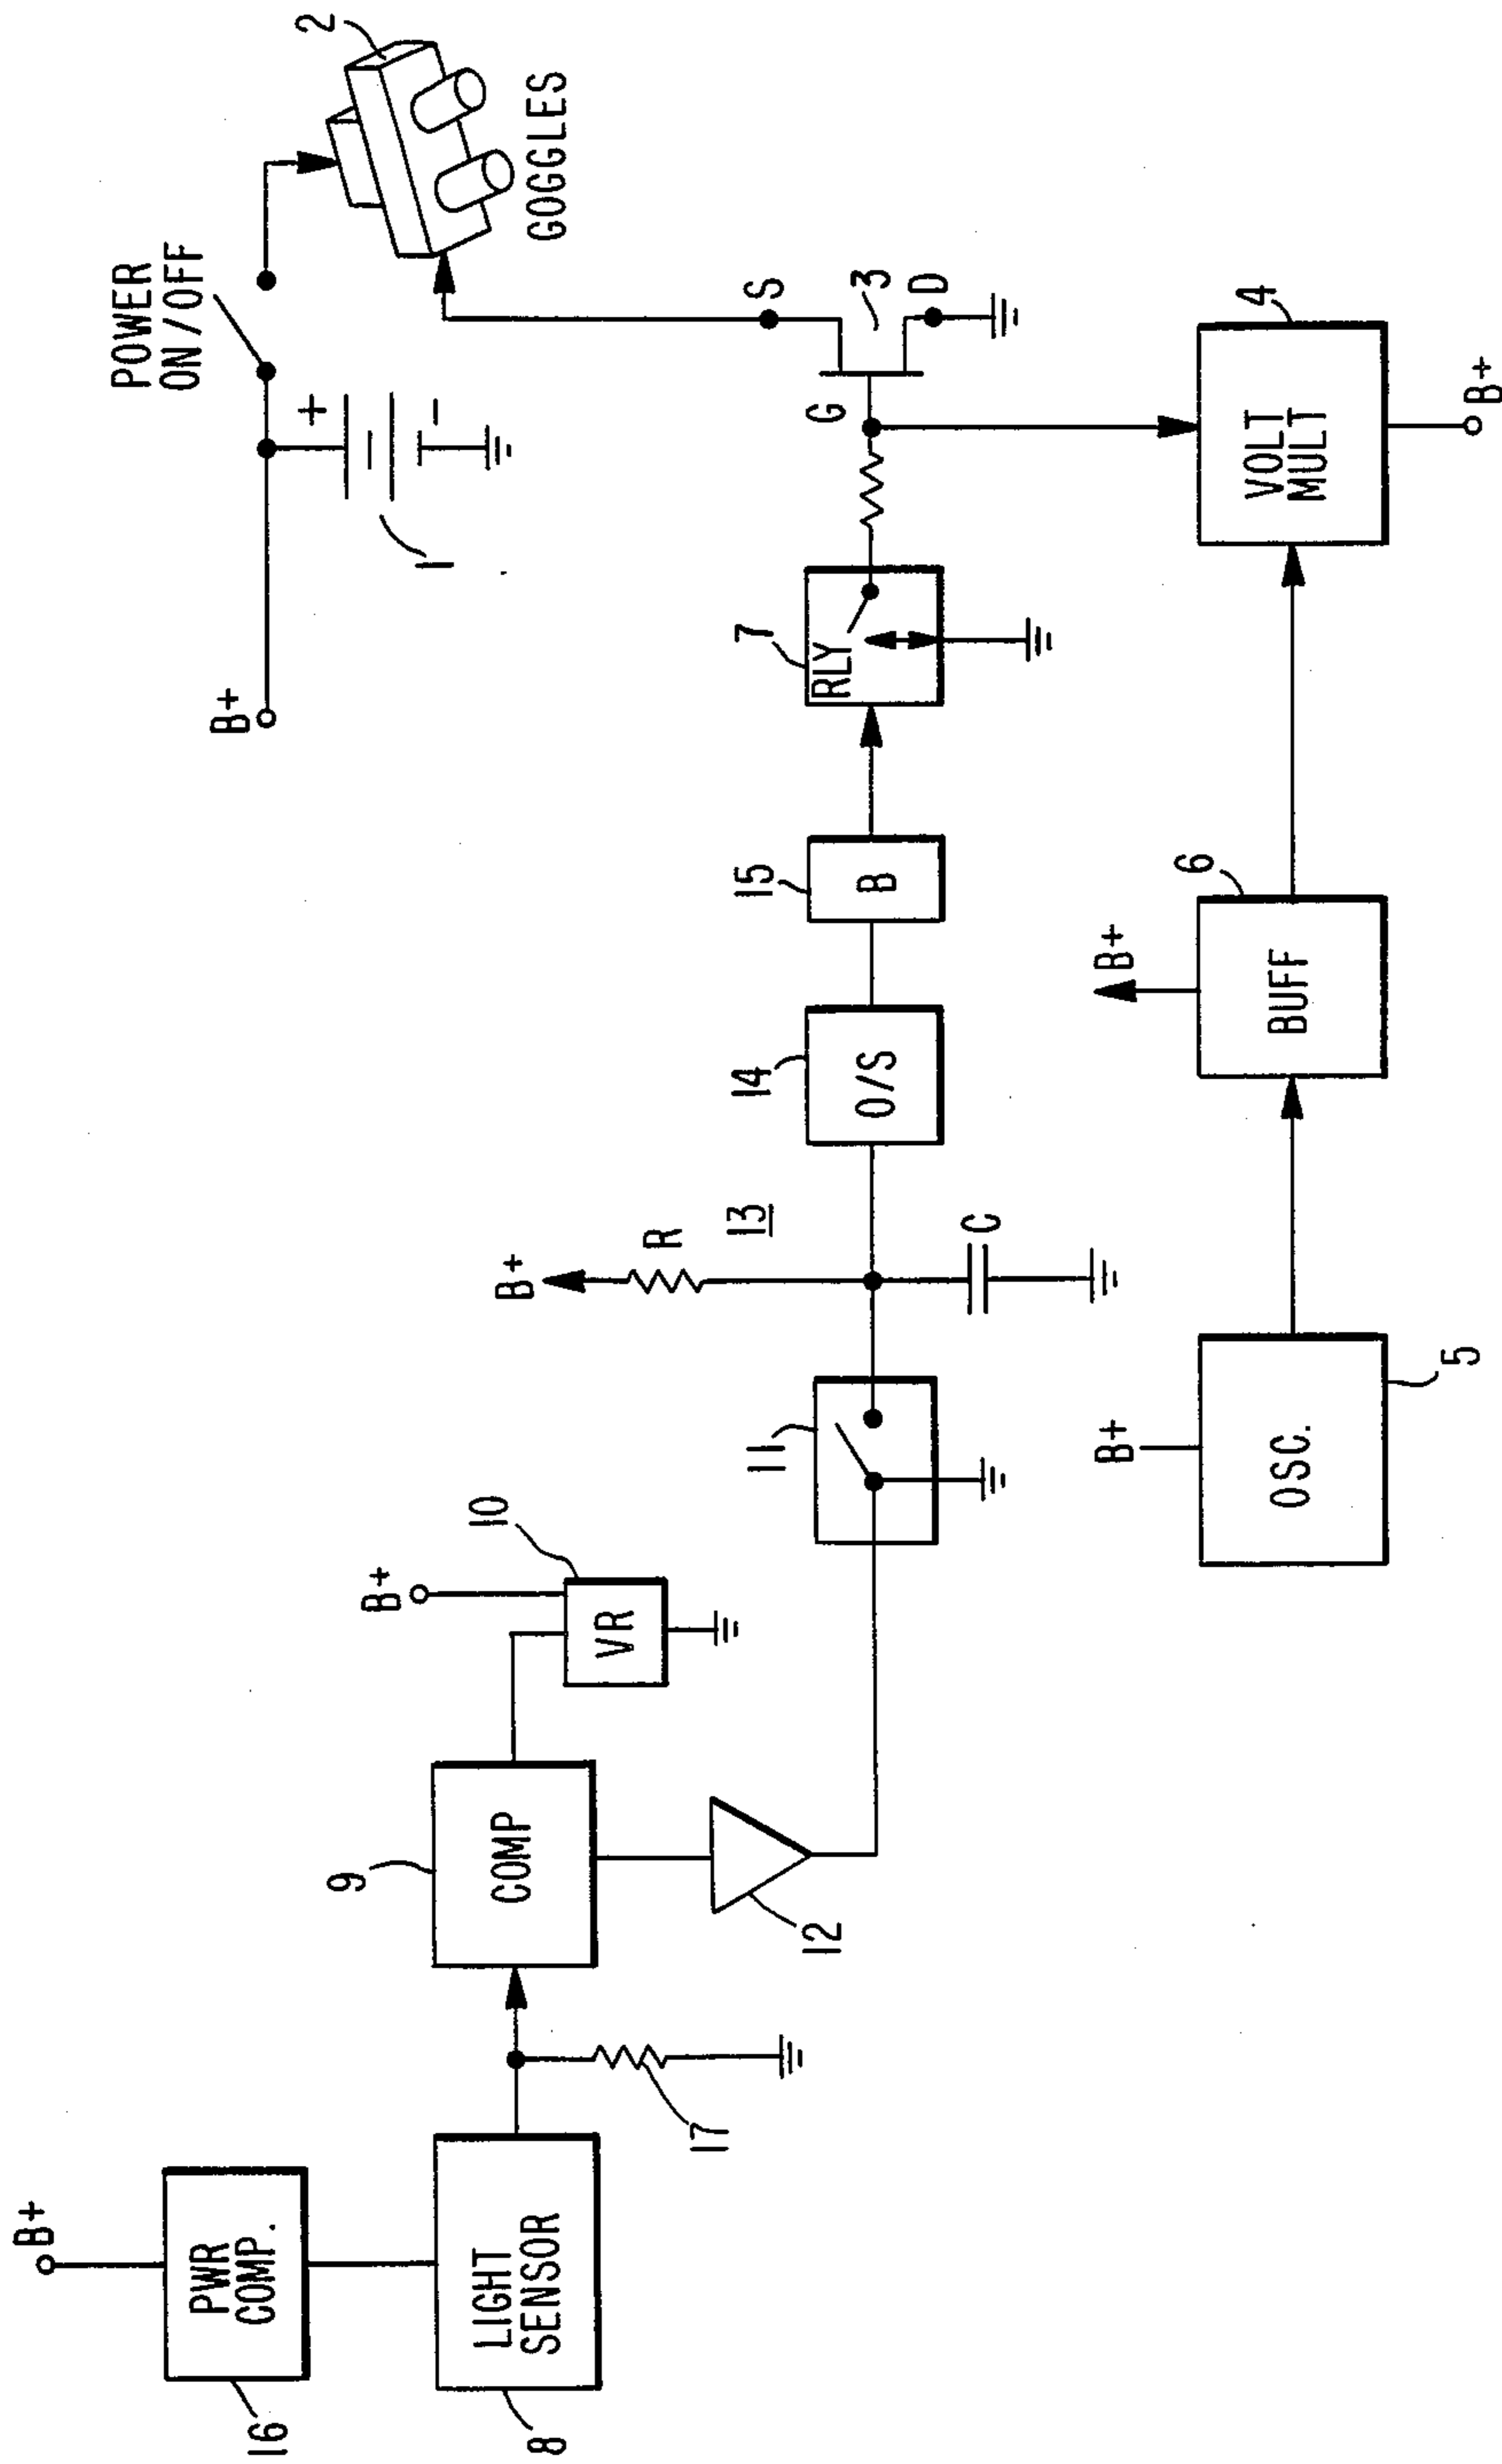 B+
PWR
COMP.
16
LIGHT
SENSOR
8
17
9
COMP
12
B+
10
VR
11
B+
R
13
C
14
O/S
15
B
7
RLY
G
S
3
D
B+
POWER
ON/OFF
+
-
1
2
GOGGLES
B+
OSC.
5
B+
BUFF
6
VOLT
MULT
4
B+